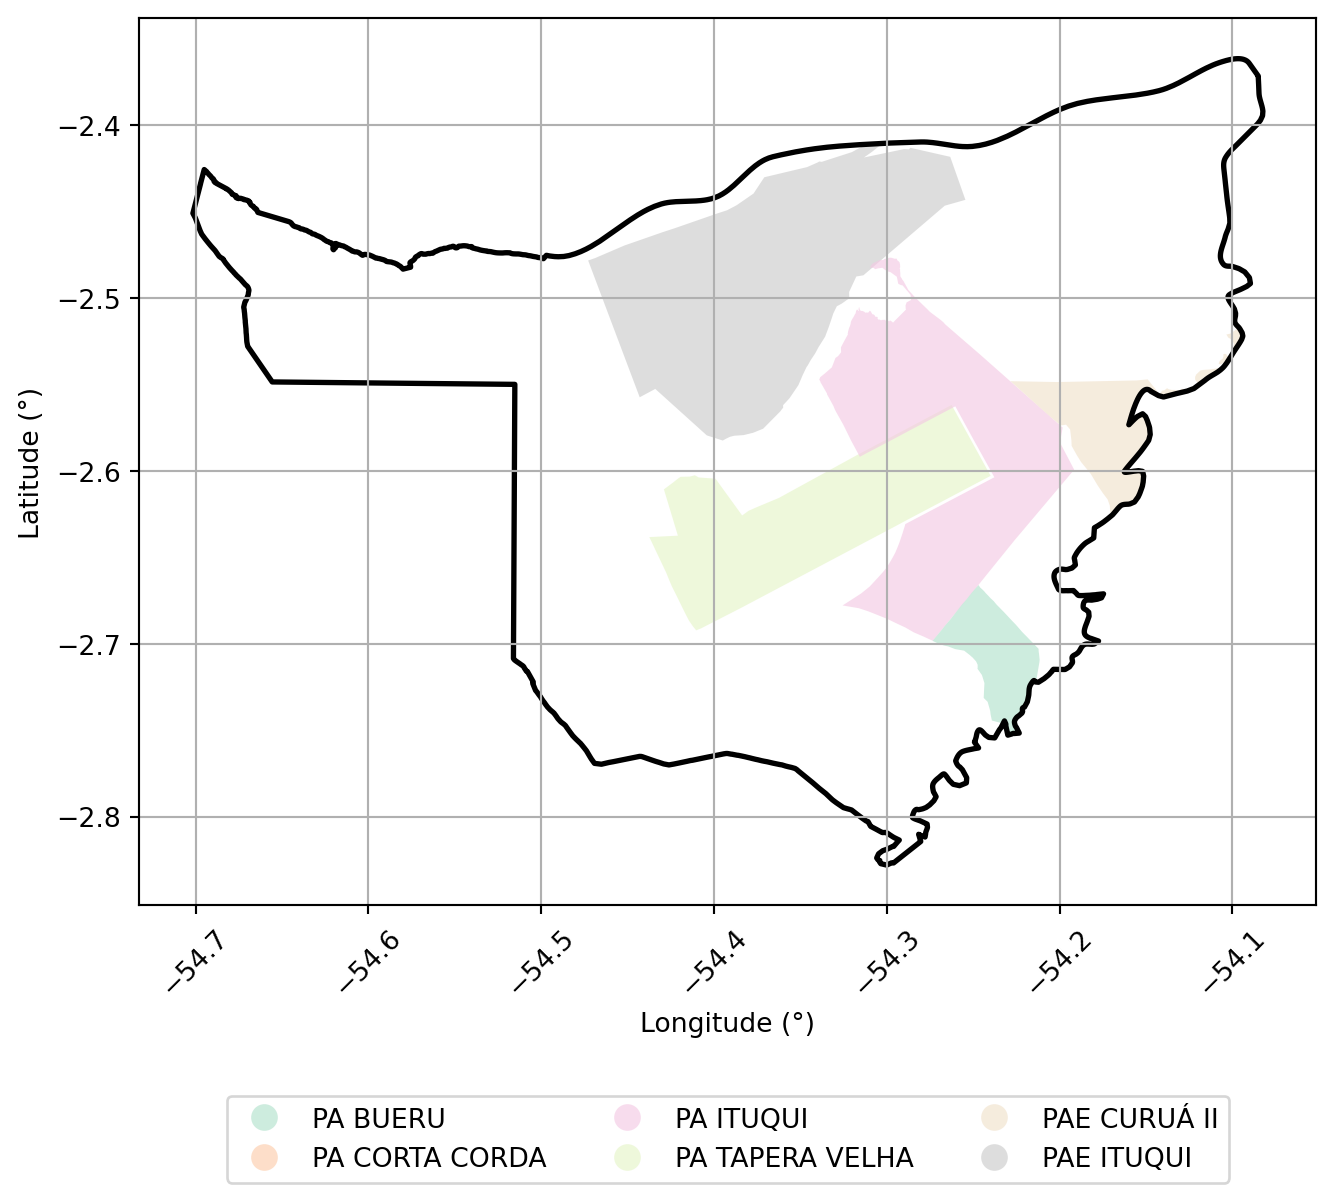 −2.4
−2.5
−2.6
−2.7
−2.8
Latitude (°)
−54.7
−54.6
−54.5
−54.4
−54.3
−54.2
−54.1
Longitude (°)
PA BUERU
PA CORTA CORDA
PA ITUQUI
PA TAPERA VELHA
PAE CURUÁ II
PAE ITUQUI